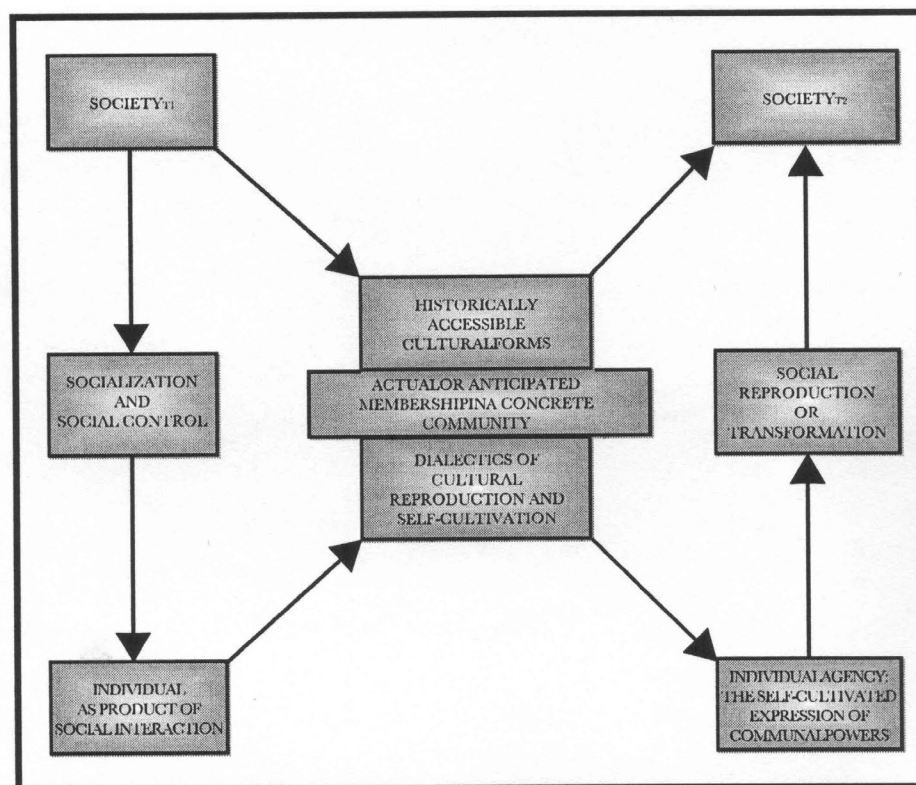 SOCIETYT1
SOCIETYT2
HISTORICALLY
ACCESSIBLE
CULTURALFORMS
SOCIALIZATION
AND
SOCIAL CONTROL
ACTUALOR ANTICIPATED
MEMBERSHIPINA CONCRETE
COMMUNITY
SOCIAL
REPRODUCTION
OR
TRANSFORMATION
DIALECTICS OF
CULTURAL
REPRODUCTION AND
SELF-CULTIVATION
INDIVIDUAL
AS PRODUCT OF
SOCIAL INTERACTION
INDIVIDUALAGENCY:
THE SELF-CULTIVATED
EXPRESSION OF
COMMUNALPOWERS